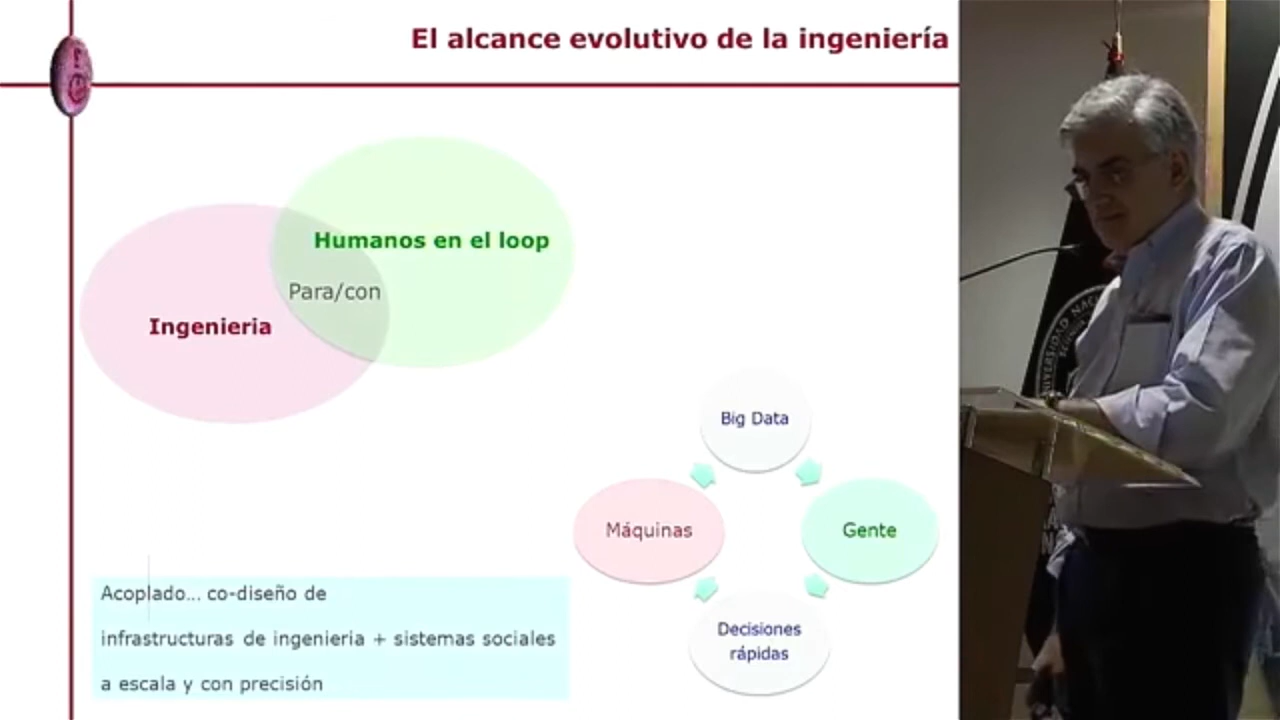 El alcance evolutivo de la ingeniería
Humanos en el loop
Para/con
Ingenieria
Big Data
Máquinas
Gente
Decisiones
rápidas
Acoplado... co-diseño de
infrastructuras de ingenieria + sistemas sociales
a escala y con precisión